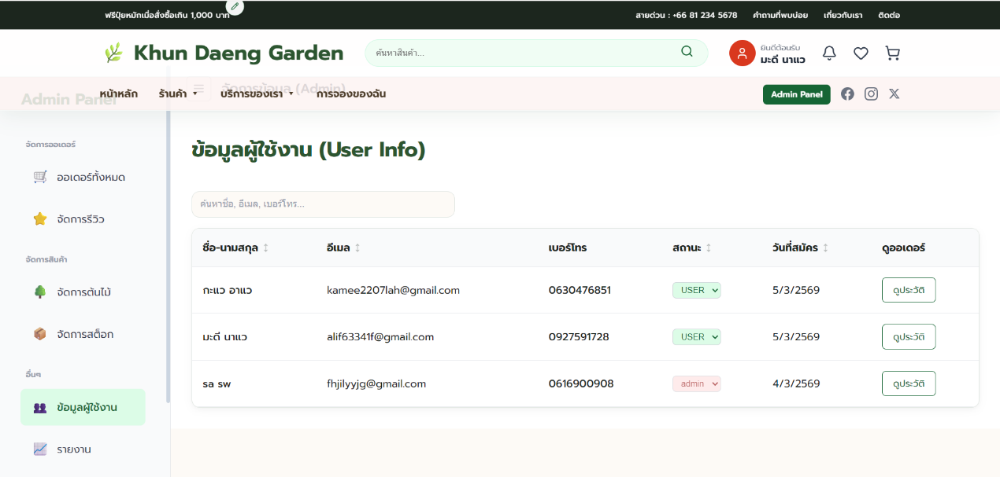 ฟรีปุ๋ยหมักเมื่อสั่งซื้อเกิน 1,000 บาท
สายด่วน : +66 81 234 5678 คำถามที่พบบ่อย เกี่ยวกับเรา ติดต่อ
Khun Daeng Garden
ค้นหาสินค้า...
ยินดีต้อนรับ
มะดี นาแว
จัดการข้อมูล (Admin)
Admin Panel
หน้าหลัก ร้านค้า บริการของเรา การจองของฉัน
Admin Panel
จัดการออเดอร์
ออเดอร์ทั้งหมด
จัดการรีวิว
จัดการสินค้า
จัดการต้นไม้
จัดการสต็อก
อื่นๆ
ข้อมูลผู้ใช้งาน
รายงาน
ข้อมูลผู้ใช้งาน (User Info)
ค้นหาชื่อ, อีเมล, เบอร์โทร...
ชื่อ-นามสกุล อีเมล เบอร์โทร สถานะ วันที่สมัคร ดูออเดอร์
กะแว อาแว kamee2207lah@gmail.com 0630476851 USER 5/3/2569 ดูประวัติ
มะดี นาแว alif63341f@gmail.com 0927591728 USER 5/3/2569 ดูประวัติ
sa sw fhjilyyjg@gmail.com 0616900908 admin 4/3/2569 ดูประวัติ